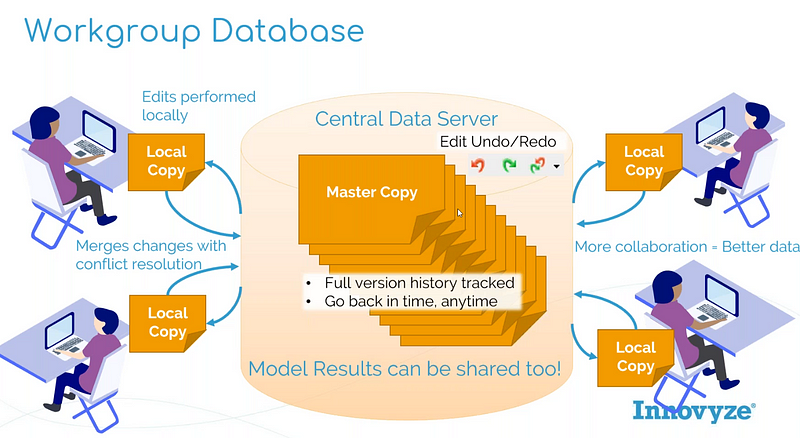 Workgroup Database
Edits performed
locally
Local
Copy
Merges changes with
conflict resolution
Local
Copy
Central Data Server
Edit Undo/Redo
Master Copy
• Full version history tracked
• Go back in time, anytime
Model Results can be shared too!
Local
Copy
More collaboration = Better data
Local
Copy
Innovyze®